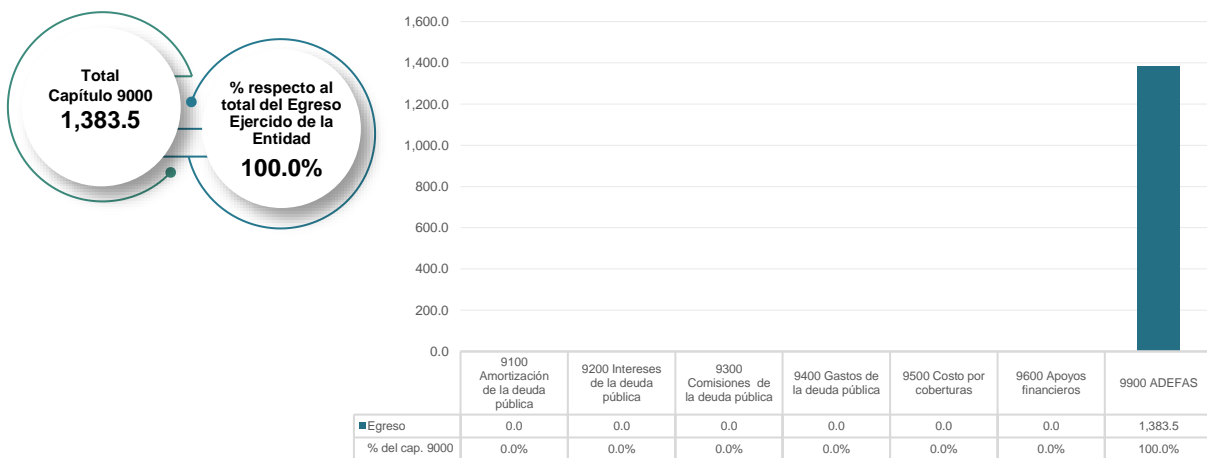 Total
Capítulo 9000
1,383.5
% respecto al
total del Egreso
Ejercido de la
Entidad
100.0%
1,600.0
1,400.0
1,200.0
1,000.0
800.0
600.0
400.0
200.0
0.0
9100
Amortización
de la deuda
pública
9200 Intereses
de la deuda
pública
9300
Comisiones de
la deuda pública
9400 Gastos de
la deuda pública
9500 Costo por
coberturas
9600 Apoyos
financieros
9900 ADEFAS
Egreso 0.0 0.0 0.0 0.0 0.0 0.0 1,383.5
% del cap. 9000 0.0% 0.0% 0.0% 0.0% 0.0% 0.0% 100.0%